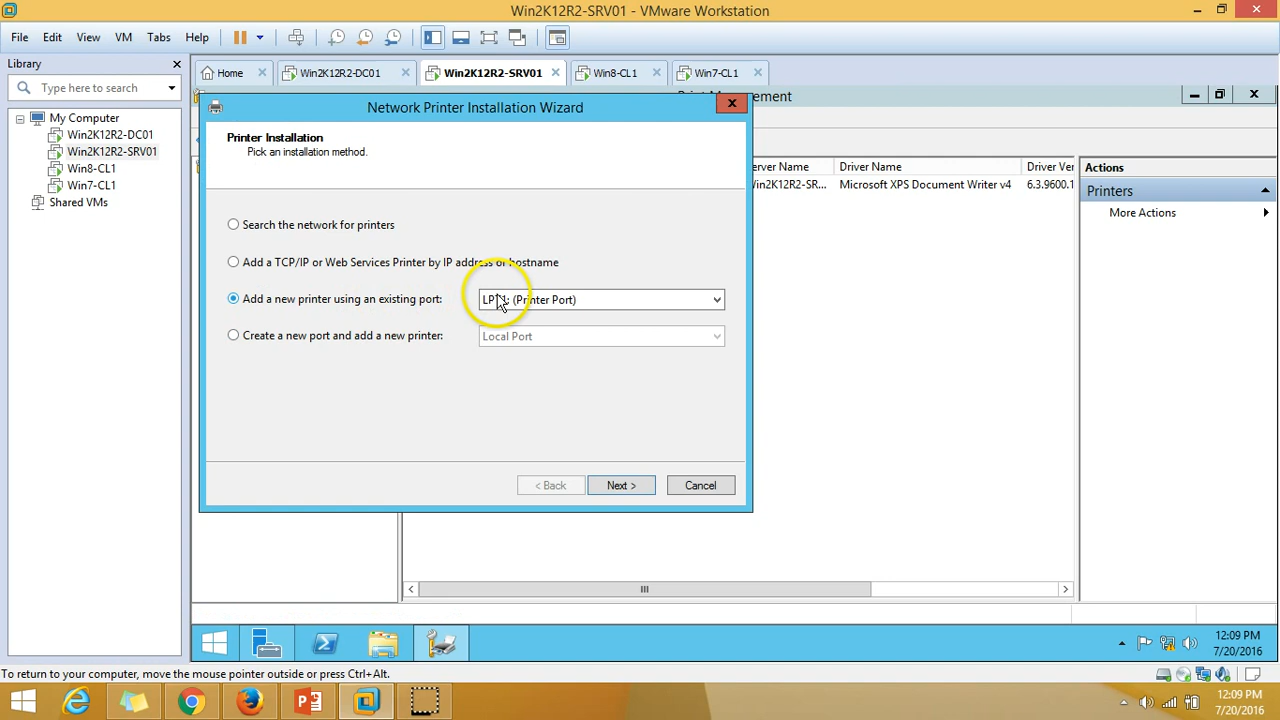 Win2K12R2-SRV01 - VMware Workstation
File Edit View VM Tabs Help
Library
Type here to search
My Computer
Win2K12R2-DC01
Win2K12R2-SRV01
Win8-CL1
Win7-CL1
Shared VMs
Home Win2K12R2-DC01 Win2K12R2-SRV01 Win8-CL1 Win7-CL1
Network Printer Installation Wizard
Printer Installation
Pick an installation method.
Search the network for printers
Add a TCP/IP or Web Services Printer by IP address or hostname
Add a new printer using an existing port: (Printer Port)
Create a new port and add a new printer: Local Port
< Back Next > Cancel
Driver Name Driver Ver
Microsoft XPS Document Writer v4 6.3.9600.1
Actions
Printers
More Actions
12:09 PM
7/20/2016
To return to your computer, move the mouse pointer outside or press Ctrl+Alt.
12:09 PM
7/20/2016